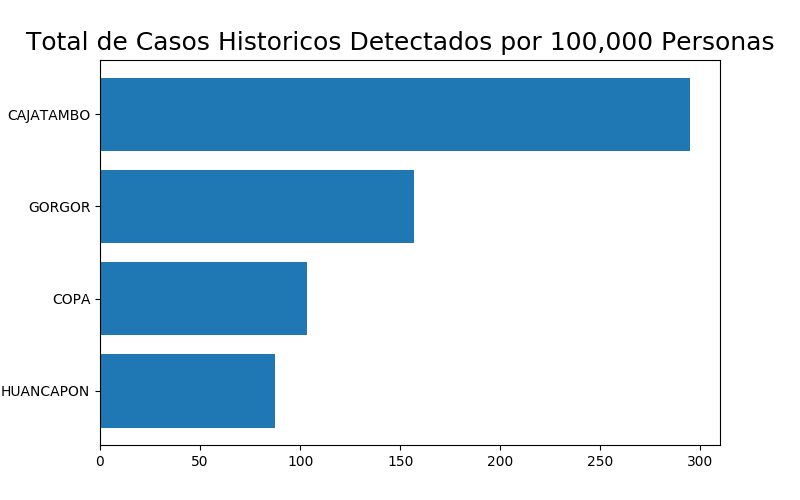 Total de Casos Historicos Detectados por 100,000 Personas
CAJATAMBO
GORGOR
COPA
HUANCAPON
0 50 100 150 200 250 300